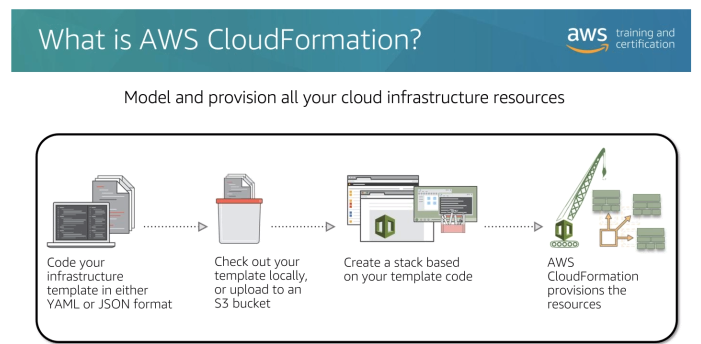 What is AWS CloudFormation?
aws training and
certification
Model and provision all your cloud infrastructure resources
Code your
infrastructure
template in either
YAML or JSON format
Check out your
template locally,
or upload to an
S3 bucket
Create a stack based
on your template code
AWS
CloudFormation
provisions the
resources